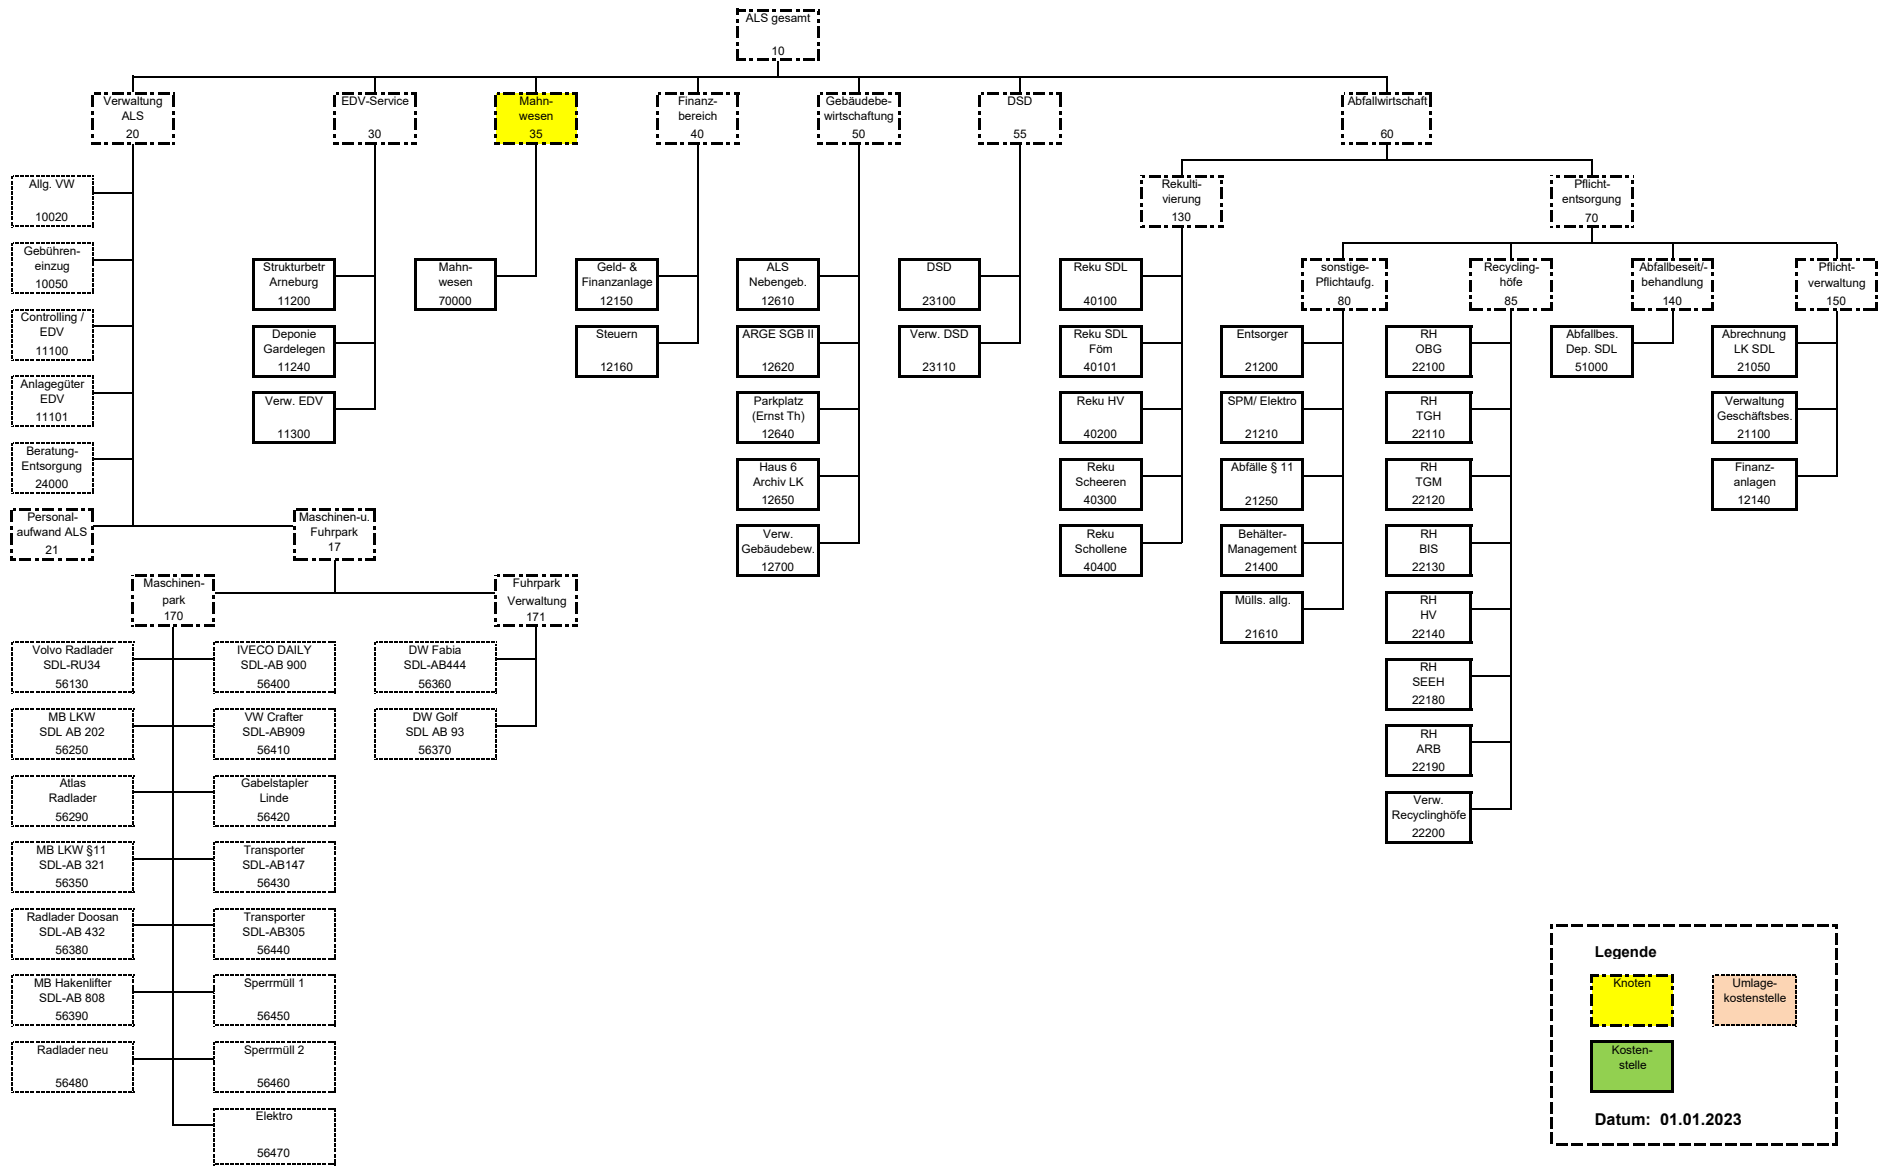 ALS gesamt
10
Verwaltung
ALS
20
EDV-Service
30
Mahn-
wesen
35
Finanz-
bereich
40
Gebäudebe-
wirtschaftung
50
DSD
55
Abfallwirtschaft
60
Rekulti-
vierung
130
Pflicht-
entsorgung
70
Allg. VW
10020
Gebühren-
einzug
10050
Controlling /
EDV
11100
Anlagegüter
EDV
11101
Beratung-
Entsorgung
24000
Personal-
aufwand ALS
21
Maschinen-u.
Fuhrpark
17
Strukturbetr
Arneburg
11200
Deponie
Gardelegen
11240
Verw. EDV
11300
Mahn-
wesen
70000
Geld- &
Finanzanlage
12150
Steuern
12160
ALS
Nebengeb.
12610
ARGE SGB II
12620
Parkplatz
(Ernst Th)
12640
Haus 6
Archiv LK
12650
Verw.
Gebäudebew.
12700
DSD
23100
Verw. DSD
23110
Reku SDL
40100
Reku SDL
Föm
40101
Reku HV
40200
Reku
Scheeren
40300
Reku
Schollene
40400
sonstige-
Pflichtaufg.
80
Recycling-
höfe
85
Abfallbeseit/-
behandlung
140
Pflicht-
verwaltung
150
Entsorger
21200
SPM/ Elektro
21210
Abfälle § 11
21250
Behälter-
Management
21400
Mülls. allg.
21610
RH
OBG
22100
RH
TGH
22110
RH
TGM
22120
RH
BIS
22130
RH
HV
22140
RH
SEEH
22180
RH
ARB
22190
Verw.
Recyclinghöfe
22200
Abfallbes.
Dep. SDL
51000
Abrechnung
LK SDL
21050
Verwaltung
Geschäftsbes.
21100
Finanz-
anlagen
12140
Maschinen-
park
170
Fuhrpark
Verwaltung
171
Volvo Radlader
SDL-RU34
56130
MB LKW
SDL AB 202
56250
Atlas
Radlader
56290
MB LKW §11
SDL-AB 321
56350
Radlader Doosan
SDL-AB 432
56380
MB Hakenlifter
SDL-AB 808
56390
Radlader neu
56480
IVECO DAILY
SDL-AB 900
56400
VW Crafter
SDL-AB909
56410
Gabelstapler
Linde
56420
Transporter
SDL-AB147
56430
Transporter
SDL-AB305
56440
Sperrmüll 1
56450
Sperrmüll 2
56460
Elektro
56470
DW Fabia
SDL-AB444
56360
DW Golf
SDL AB 93
56370
Legende
Knoten
Umlage-
kostenstelle
Kosten-
stelle
Datum: 01.01.2023